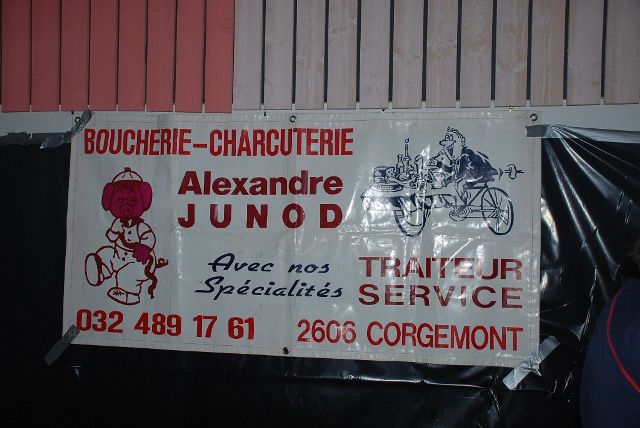 BOUCHERIE-CHARCUTERIE
Alexandre
JUNOD
Avec nos
Spécialités
TRAITEUR
SERVICE
032 489 17 61
2606 CORGEMONT